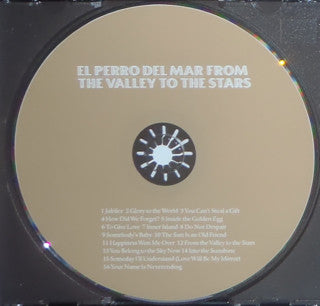 EL PERRO DEL MAR FROM
THE VALLEY TO THE STARS
1 Jubilee 2 Glory to the World 3 You Can't Steal a Gift
4 How Did We Forget? 5 Inside the Golden Egg
6 To Give Love 7 Inner Island 8 Do Not Despair
9 Somebody's Baby 10 The Sun Is an Old Friend
11 Happiness Won Me Over 12 From the Valley to the Stars
13 You Belong to the Sky Now 14 Into the Sunshine
15 Someday I'll Understand (Love Will Be My Mirror)
16 Your Name Is Neverending